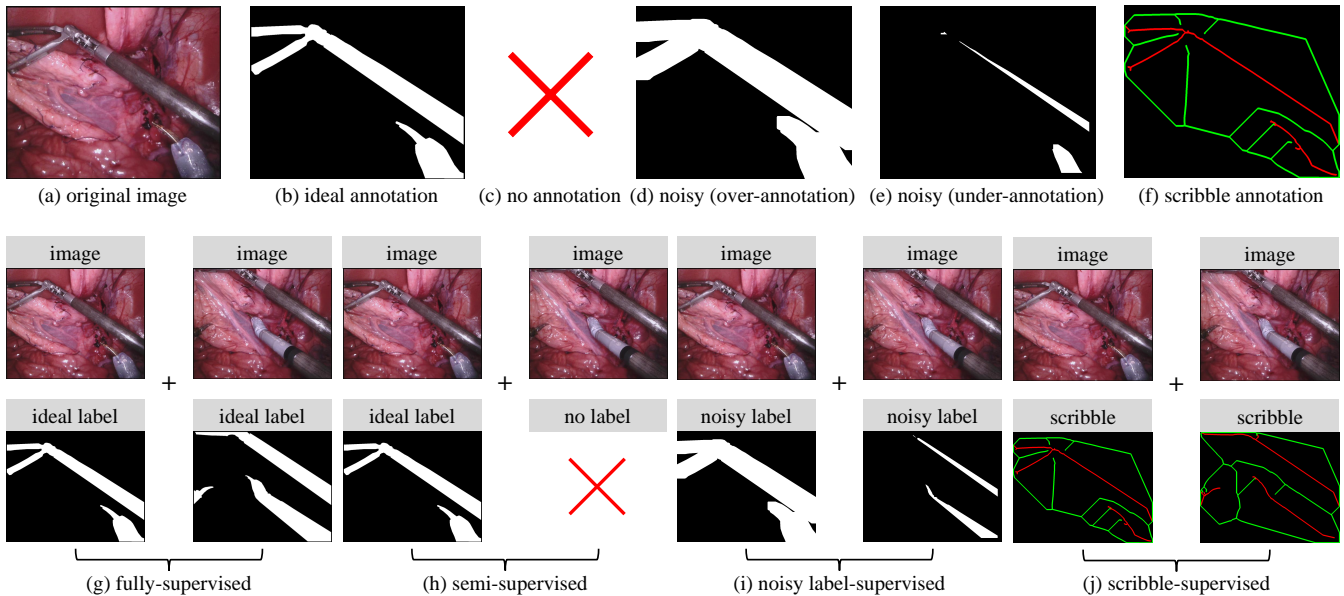 (a) original image
(b) ideal annotation
(c) no annotation
(d) noisy (over-annotation)
(e) noisy (under-annotation)
(f) scribble annotation
image image image image image image image image
+ + + +
ideal label ideal label ideal label no label noisy label noisy label scribble scribble
(g) fully-supervised
(h) semi-supervised
(i) noisy label-supervised
(j) scribble-supervised